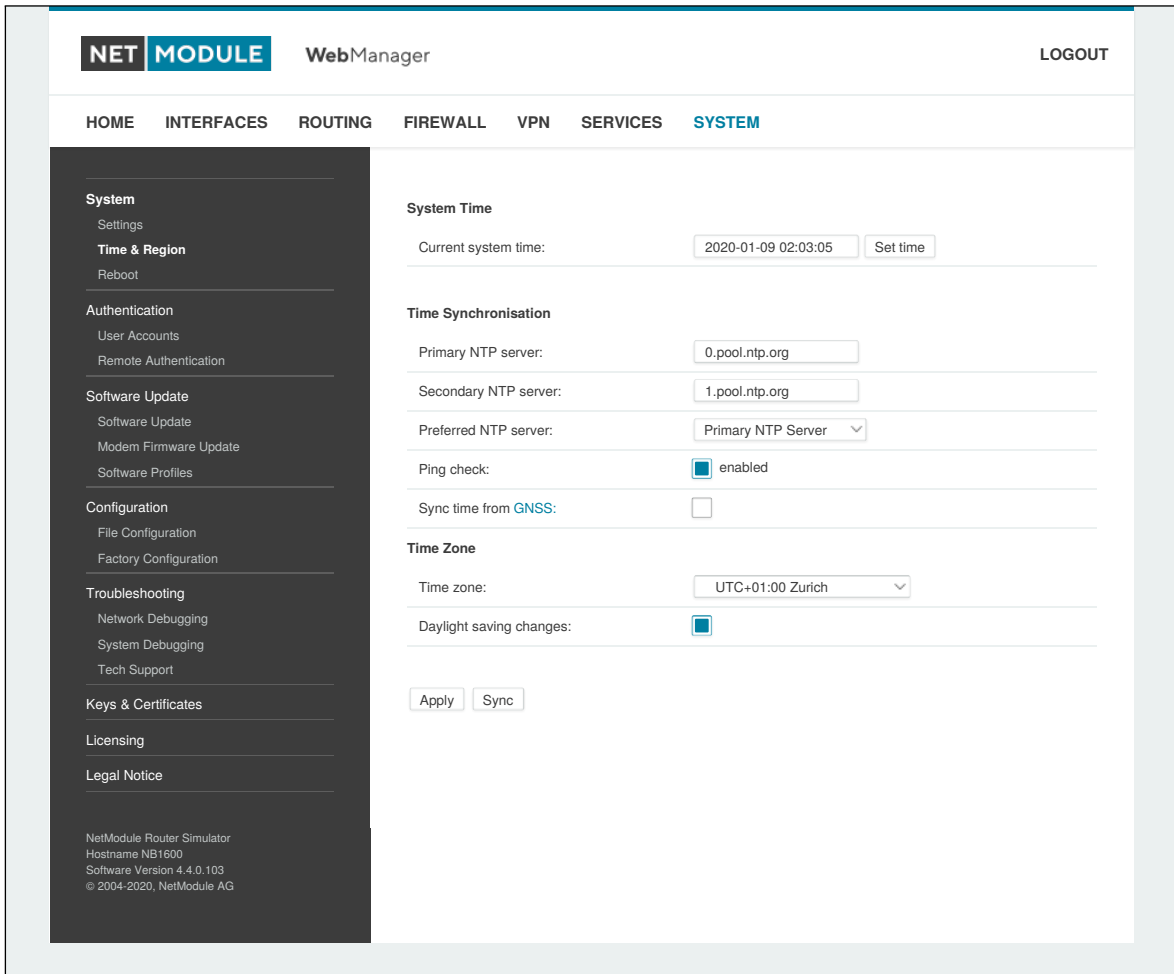 NET MODULE WebManager LOGOUT
HOME INTERFACES ROUTING FIREWALL VPN SERVICES SYSTEM
System
Settings
Time & Region
Reboot
Authentication
User Accounts
Remote Authentication
Software Update
Software Update
Modem Firmware Update
Software Profiles
Configuration
File Configuration
Factory Configuration
Troubleshooting
Network Debugging
System Debugging
Tech Support
Keys & Certificates
Licensing
Legal Notice
NetModule Router Simulator
Hostname NB1600
Software Version 4.4.0.103
© 2004-2020, NetModule AG
System Time
Current system time: 2020-01-09 02:03:05 Set time
Time Synchronisation
Primary NTP server: 0.pool.ntp.org
Secondary NTP server: 1.pool.ntp.org
Preferred NTP server: Primary NTP Server
Ping check: enabled
Sync time from GNSS:
Time Zone
Time zone: UTC+01:00 Zurich
Daylight saving changes:
Apply Sync